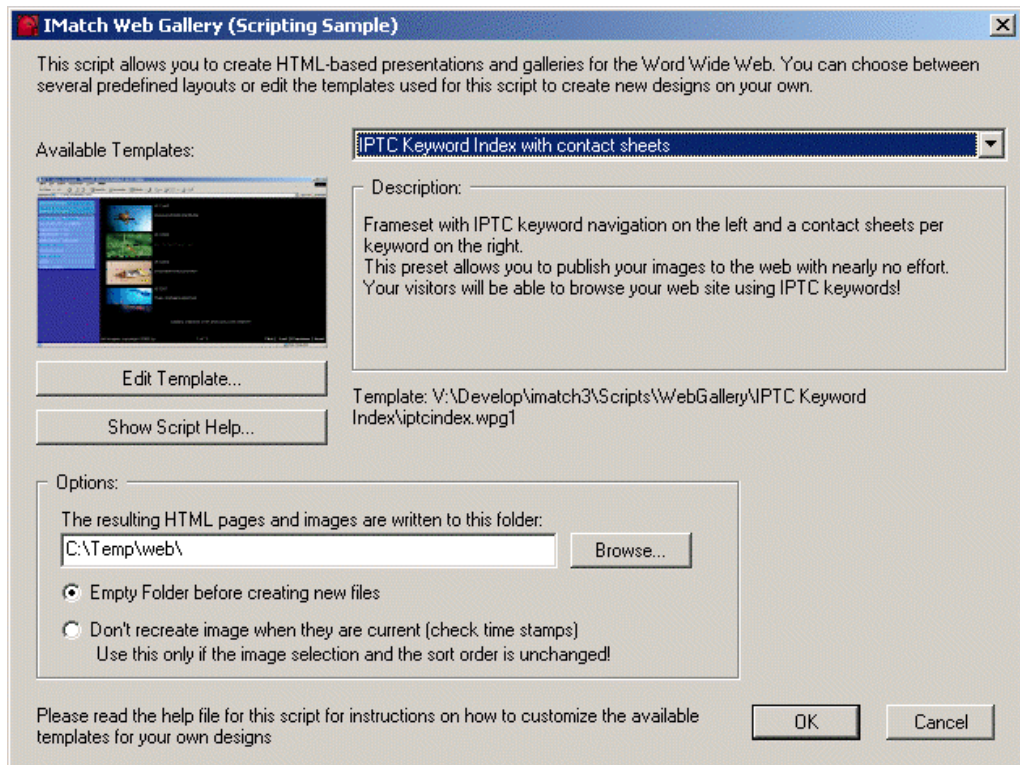 IMatch Web Gallery (Scripting Sample)
This script allows you to create HTML-based presentations and galleries for the Word Wide Web. You can choose between
several predefined layouts or edit the templates used for this script to create new designs on your own.
Available Templates:
IPTC Keyword Index with contact sheets
Description:
Frameset with IPTC keyword navigation on the left and a contact sheets per
keyword on the right.
This preset allows you to publish your images to the web with nearly no effort.
Your visitors will be able to browse your web site using IPTC keywords!
Edit Template...
Show Script Help...
Template: V:\Develop\imatch3\Scripts\WebGallery\IPTC Keyword
Index\iptcindex.wpg1
Options:
The resulting HTML pages and images are written to this folder:
C:\Temp\web\
Browse...
Empty Folder before creating new files
Don't recreate image when they are current (check time stamps)
Use this only if the image selection and the sort order is unchanged!
Please read the help file for this script for instructions on how to customize the available
templates for your own designs
OK
Cancel